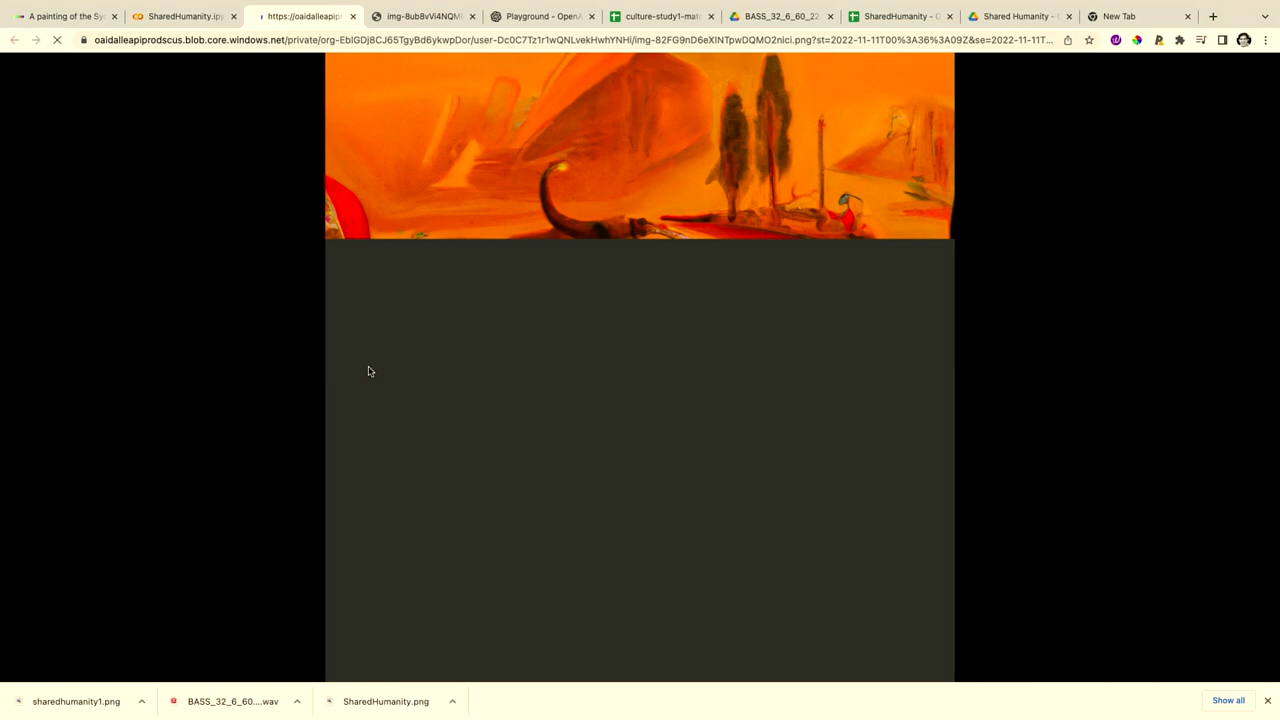 A painting of the Sy
SharedHumanity.ipy
https://oaidalleapip
img-8ub8vVi4NQM
Playground - OpenA
culture-study1-mate
BASS_32_6_60_22
SharedHumanity - G
Shared Humanity - 
New Tab
oaidalleapiprodscus.blob.core.windows.net/private/org-EbIGDj8CJ65TgyBd6ykwpDor/user-Dc0C7Tz1r1wQNLvekHwhYNHi/img-82FG9nD6eXINTpwDQMO2nici.png?st=2022-11-11T00%3A36%3A09Z&se=2022-11-11T...
sharedhumanity1.png
BASS_32_6_60....wav
SharedHumanity.png
Show all